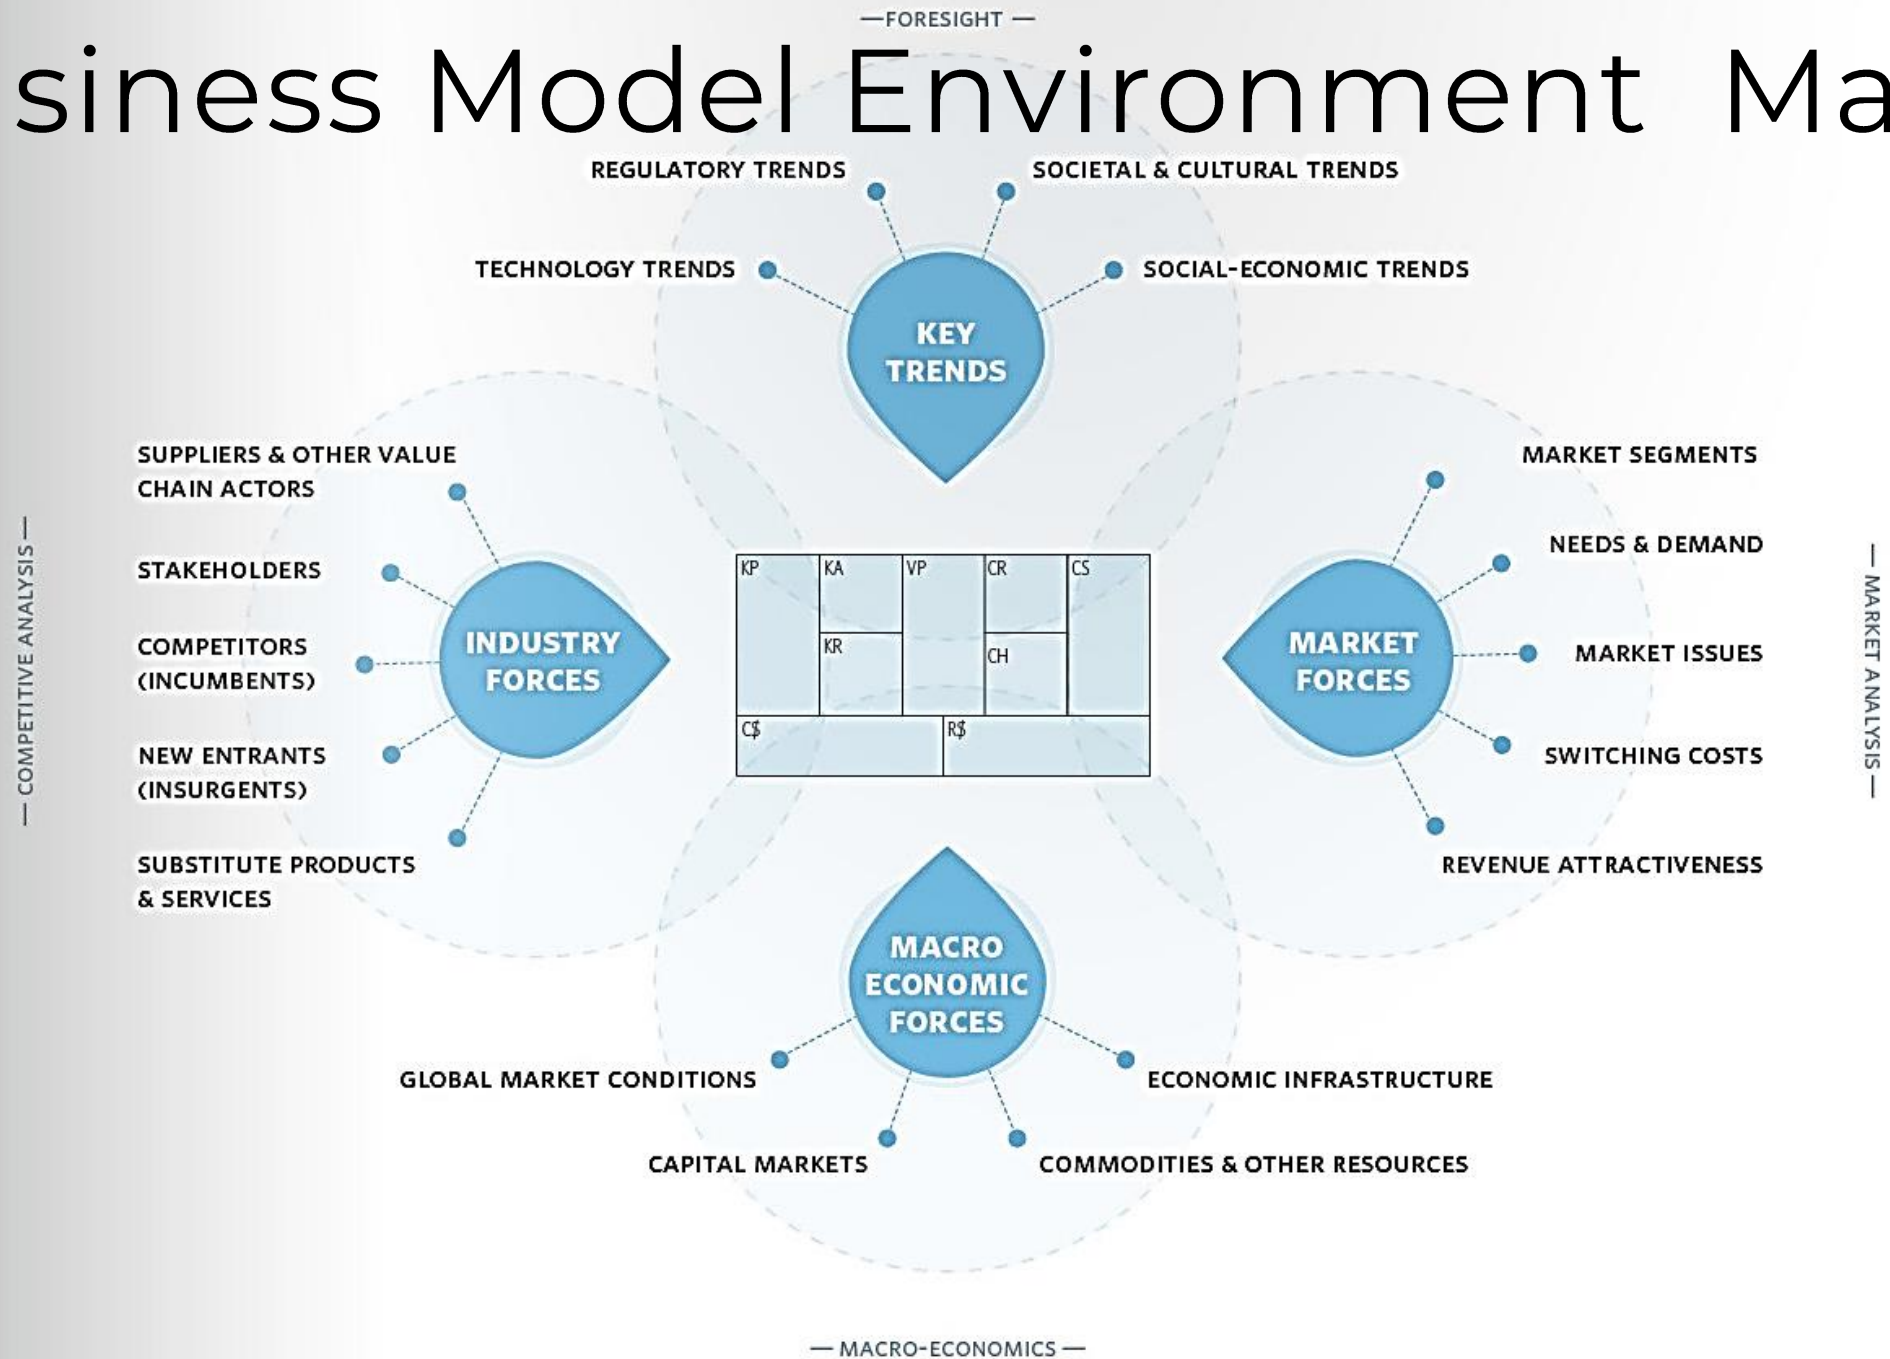 —FORESIGHT —
siness Model Environment Ma
REGULATORY TRENDS
SOCIETAL & CULTURAL TRENDS
TECHNOLOGY TRENDS
SOCIAL-ECONOMIC TRENDS
KEY
TRENDS
SUPPLIERS & OTHER VALUE
CHAIN ACTORS
STAKEHOLDERS
COMPETITORS
(INCUMBENTS)
NEW ENTRANTS
(INSURGENTS)
SUBSTITUTE PRODUCTS
& SERVICES
INDUSTRY
FORCES
— COMPETITIVE ANALYSIS —
KP
KA
VP
CR
CS
KR
CH
C$
R$
MARKET
FORCES
MARKET SEGMENTS
NEEDS & DEMAND
MARKET ISSUES
SWITCHING COSTS
REVENUE ATTRACTIVENESS
— MARKET ANALYSIS —
MACRO
ECONOMIC
FORCES
GLOBAL MARKET CONDITIONS
ECONOMIC INFRASTRUCTURE
CAPITAL MARKETS
COMMODITIES & OTHER RESOURCES
— MACRO-ECONOMICS —